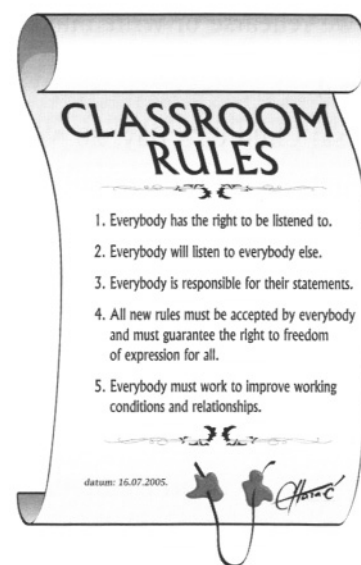 CLASSROOM
RULES
1. Everybody has the right to be listened to.
2. Everybody will listen to everybody else.
3. Everybody is responsible for their statements.
4. All new rules must be accepted by everybody
and must guarantee the right to freedom
of expression for all.
5. Everybody must work to improve working
conditions and relationships.
datum: 16.07.2005.